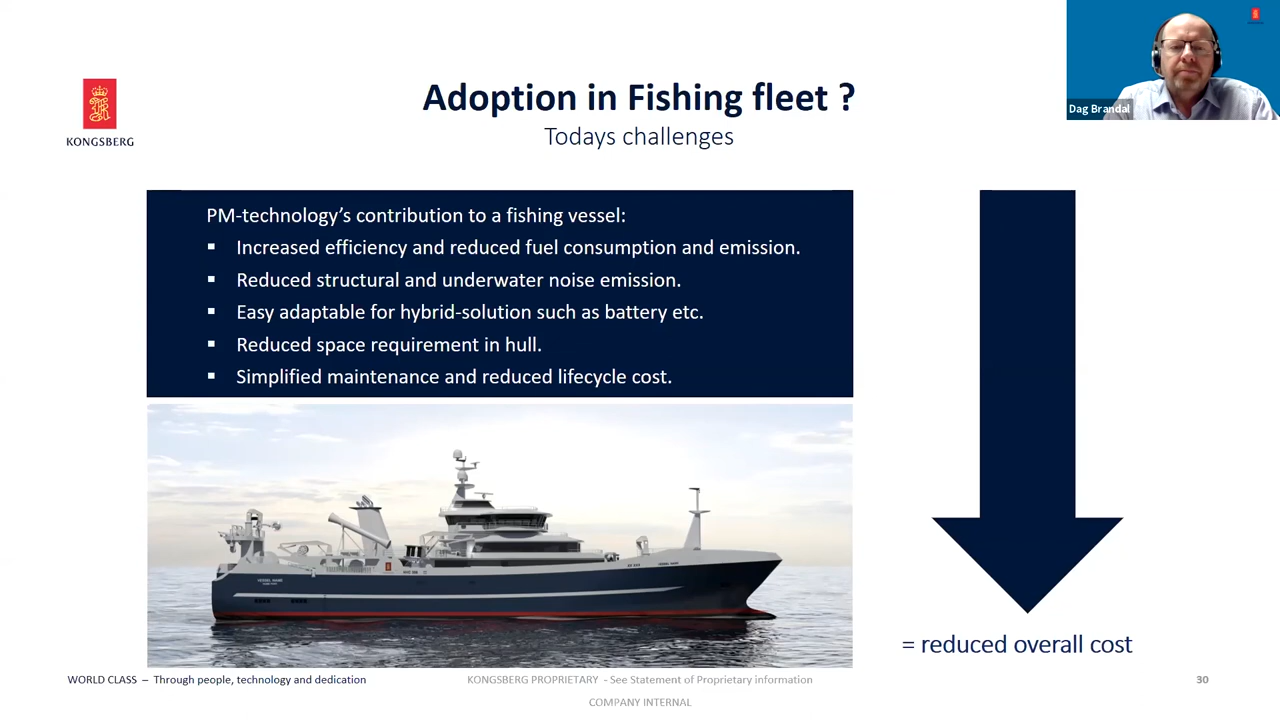 Dag Brandal
KONGSBERG
Adoption in Fishing fleet ?
Todays challenges
PM-technology's contribution to a fishing vessel:
▪ Increased efficiency and reduced fuel consumption and emission.
▪ Reduced structural and underwater noise emission.
▪ Easy adaptable for hybrid-solution such as battery etc.
▪ Reduced space requirement in hull.
▪ Simplified maintenance and reduced lifecycle cost.
VESSEL NAME
= reduced overall cost
WORLD CLASS – Through people, technology and dedication
KONGSBERG PROPRIETARY - See Statement of Proprietary information
30
COMPANY INTERNAL